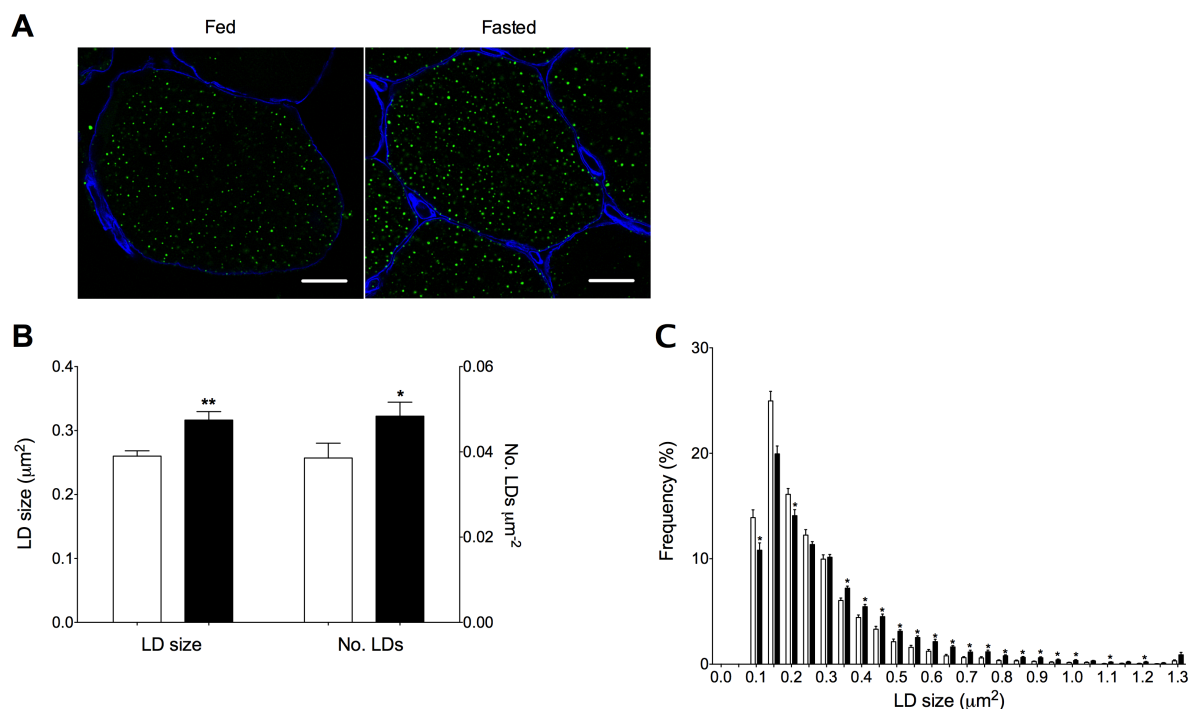 A
Fed Fasted
B
0.4 0.06
** *
0.3
0.04
0.2
0.02
0.1
0.0 0.00
LD size (μm²)
No. LDs μm⁻²
LD size No. LDs
C
30
20
10
0
Frequency (%)
* * * * * * * * * * * * * * * * * * *
0.0 0.1 0.2 0.3 0.4 0.5 0.6 0.7 0.8 0.9 1.0 1.1 1.2 1.3
LD size (μm²)